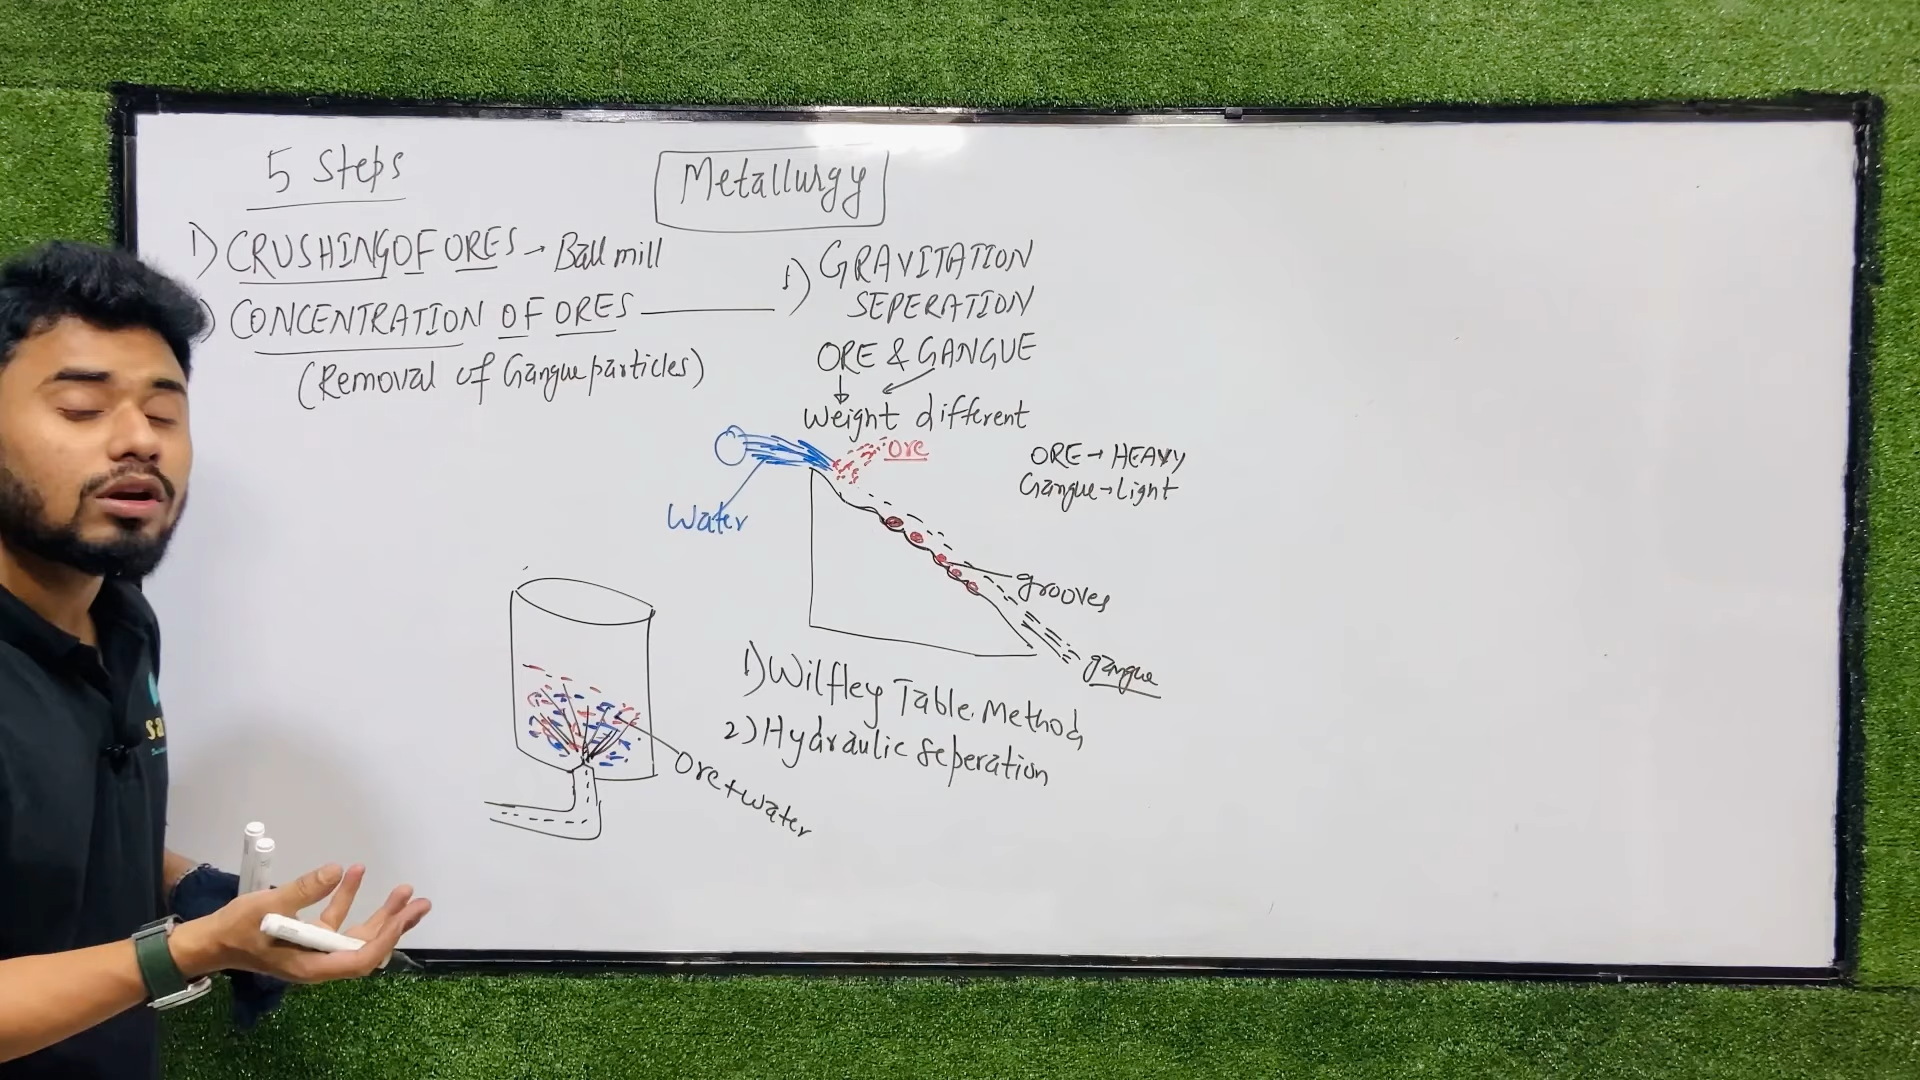 5 Steps
Metallurgy
1) CRUSHING OF ORES → Ball mill
) CONCENTRATION OF ORES
(Removal of Gangue particles)
1) GRAVITATION
SEPERATION
ORE & GANGUE
Weight different
ore
ORE → HEAVY
Gangue → Light
Water
grooves
gangue
1) Wilfley Table Method
2) Hydraulic Seperation
Ore + water
sa